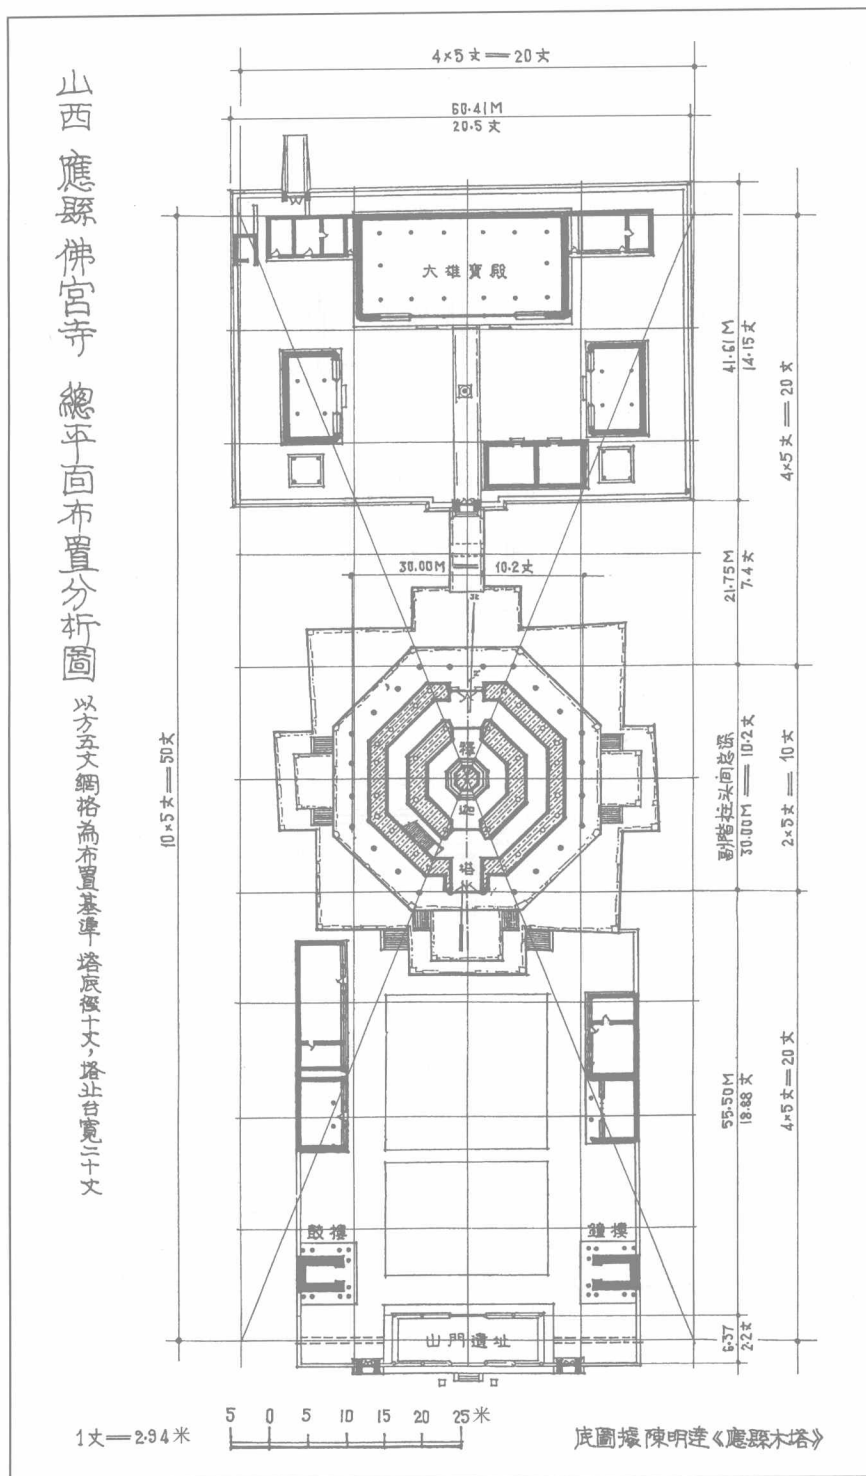 山西 應縣 佛宮寺 總平面布置分析圖
以方五丈網格為布置基準 塔底徑十丈，塔址台寬二十丈
4×5丈═20丈
60.41M
20.5丈
大雄寶殿
41.61M
14.15丈
4×5丈═20丈
21.75M
7.4丈
30.00M
10.2丈
北
釋
迦
塔
副階柱头间总深
30.00M═10.2丈
2×5丈═10丈
10×5丈═50丈
55.50M
18.88丈
4×5丈═20丈
鼓樓
鐘樓
山門遺址
6.37
2.2丈
1丈═2.94米
5 0 5 10 15 20 25米
底圖據陳明達《應縣木塔》